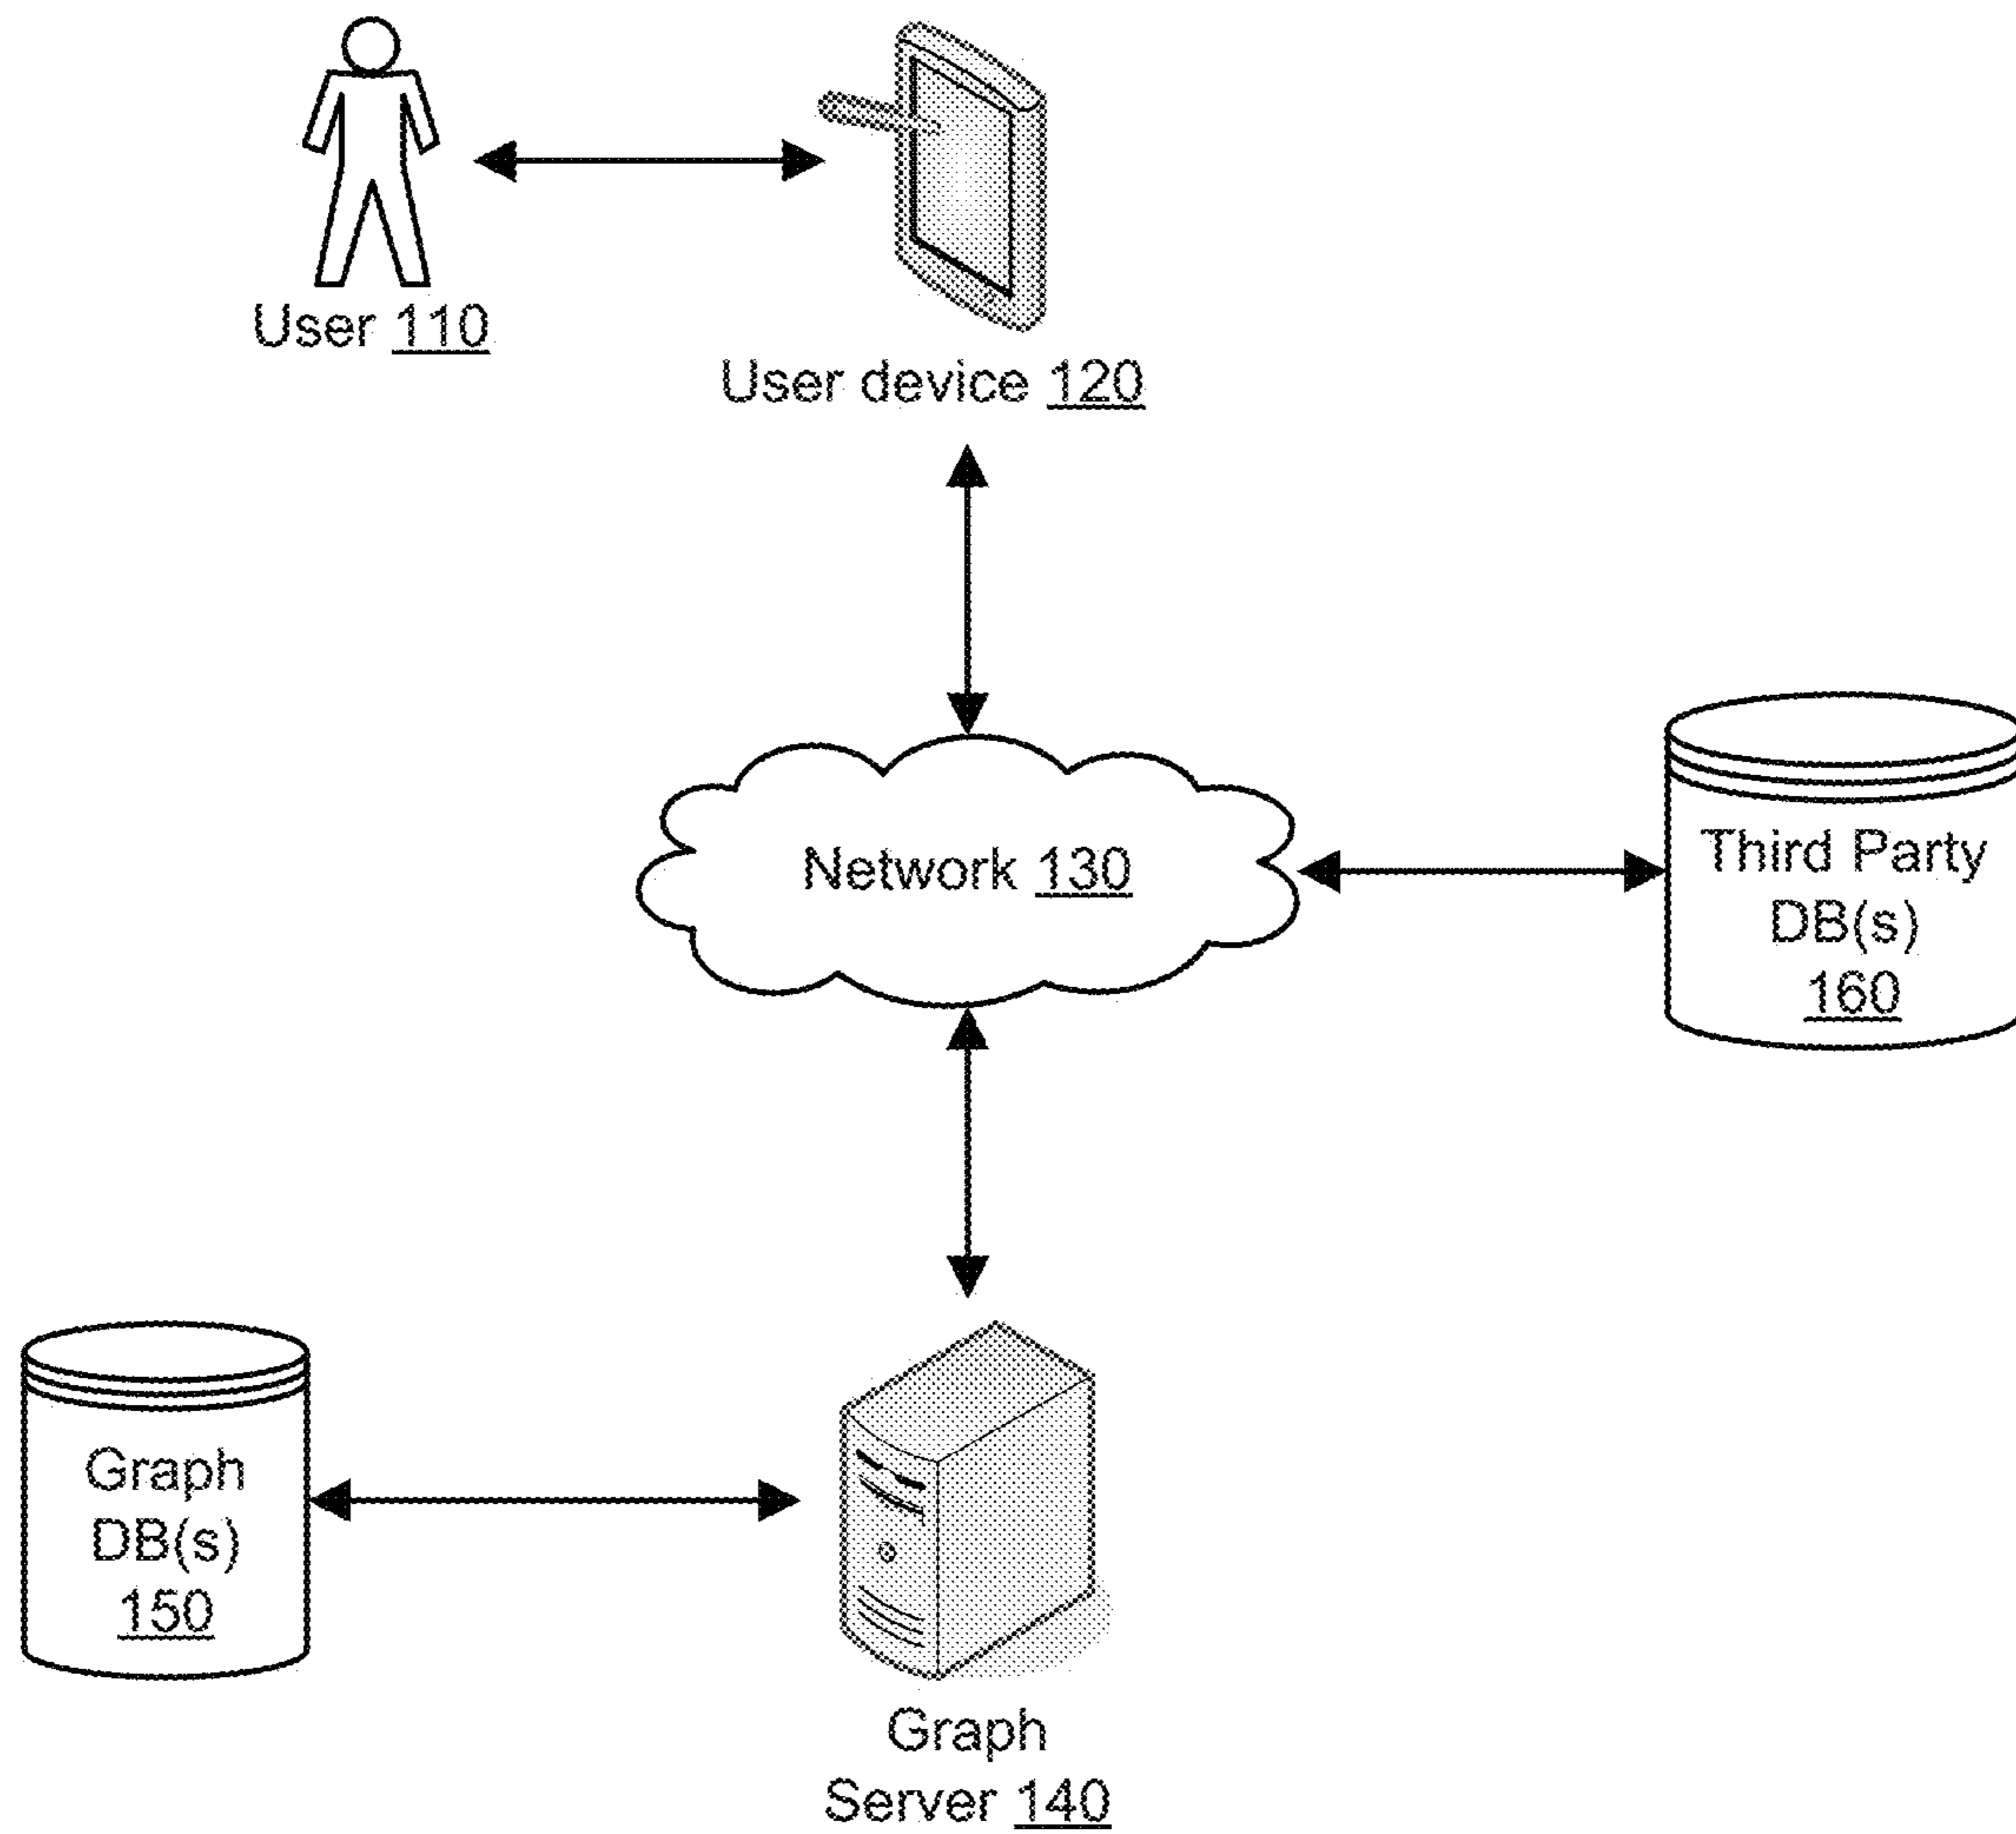 User 110
User device 120
Network 130
Third Party
DB(s)
160
Graph
DB(s)
150
Graph
Server 140